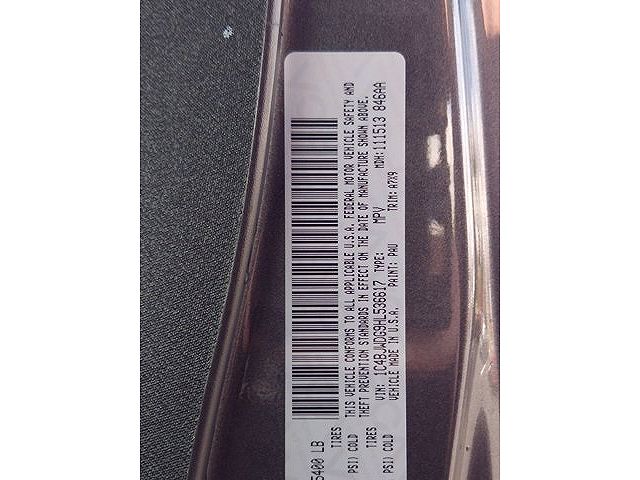 5400 LB
TIRES
PSI) COLD
TIRES
PSI) COLD
THIS VEHICLE CONFORMS TO ALL APPLICABLE U.S.A. FEDERAL MOTOR VEHICLE SAFETY AND
THEFT PREVENTION STANDARDS IN EFFECT ON THE DATE OF MANUFACTURE SHOWN ABOVE.
VIN: 1C4BJWDG9HL536617 TYPE: MPV MDH:111513 846AA
VEHICLE MADE IN U.S.A. PAINT: PAU TRIM: A7X9